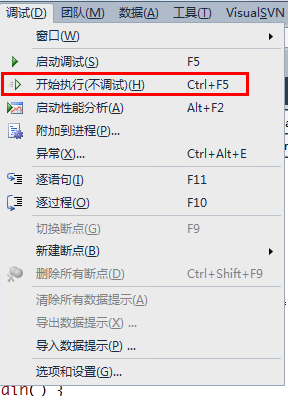 调试(D) 团队(M) 数据(A) 工具(T) VisualSVN
窗口(W)
启动调试(S) F5
开始执行(不调试)(H) Ctrl+F5
启动性能分析(A) Alt+F2
附加到进程(P)...
异常(X)... Ctrl+Alt+E
逐语句(I) F11
逐过程(O) F10
切换断点(G) F9
新建断点(B)
删除所有断点(D) Ctrl+Shift+F9
清除所有数据提示(A)
导出数据提示(X) ...
导入数据提示(P) ...
选项和设置(G)...